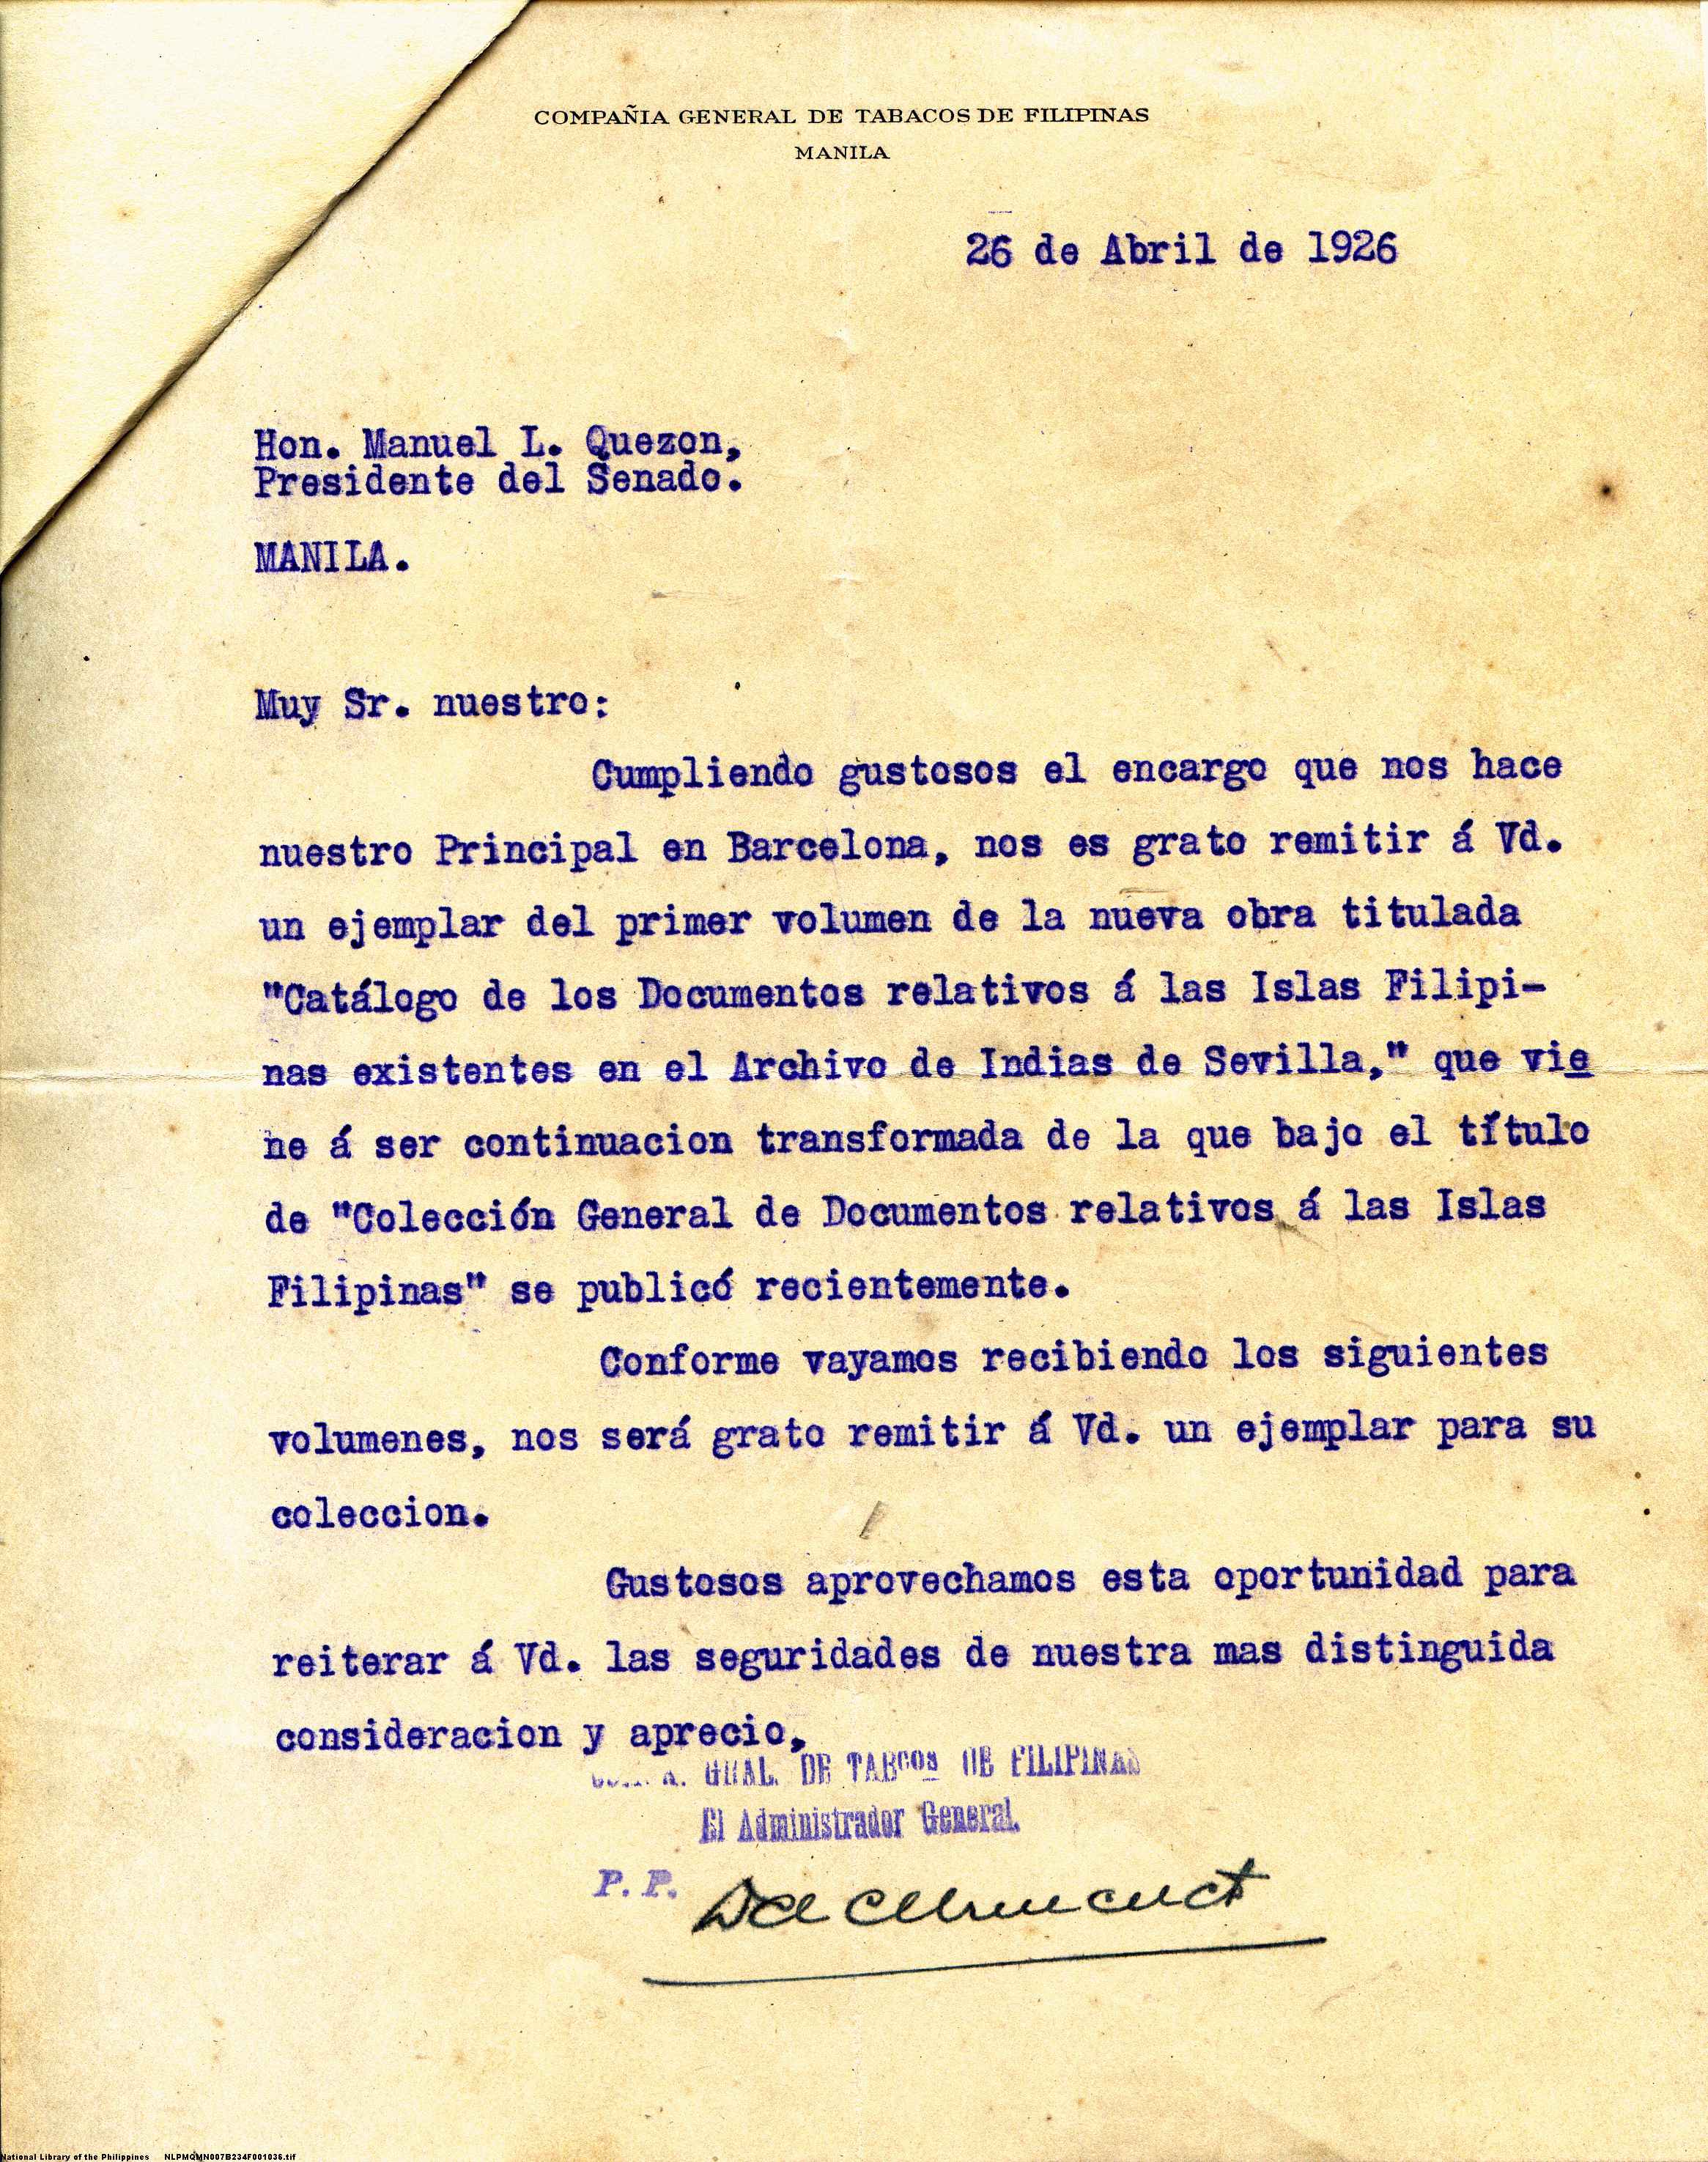 COMPAÑIA GENERAL DE TABACOS DE FILIPINAS
MANILA
26 de Abril de 1926
Hon. Manuel L. Quezon,
Presidente del Senado.
MANILA.
Muy Sr. nuestro:
Cumpliendo gustosos el encargo que nos hace
nuestro Principal en Barcelona, nos es grato remitir á Vd.
un ejemplar del primer volumen de la nueva obra titulada
"Catálogo de los Documentos relativos á las Islas Filipi-
nas existentes en el Archivo de Indias de Sevilla," que vie
ne á ser continuacion transformada de la que bajo el título
de "Colección General de Documentos relativos á las Islas
Filipinas" se publicó recientemente.
Conforme vayamos recibiendo los siguientes
volumenes, nos será grato remitir á Vd. un ejemplar para su
coleccion.
Gustosos aprovechamos esta oportunidad para
reiterar á Vd. las seguridades de nuestra mas distinguida
consideracion y aprecio,
GRAL. DE TABCOS DE FILIPINAS
El Administrador General.
P. P.
National Library of the Philippines NLPMQMN007B234F001036.tif